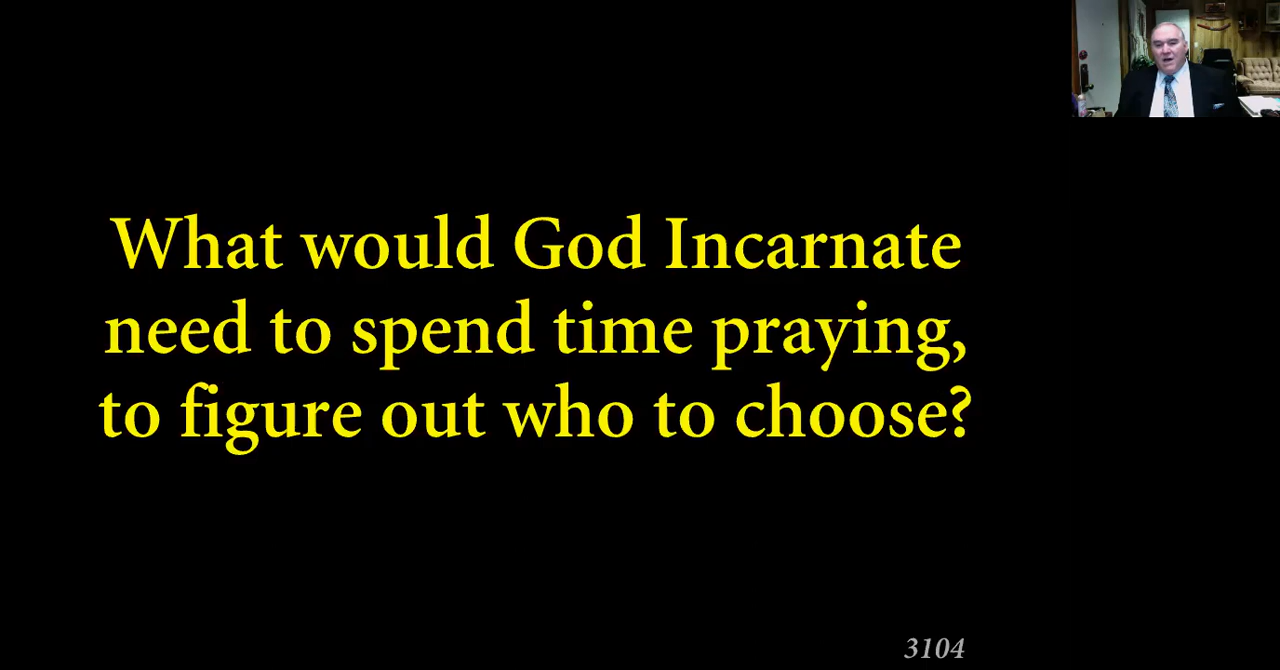 What would God Incarnate
need to spend time praying,
to figure out who to choose?
3104